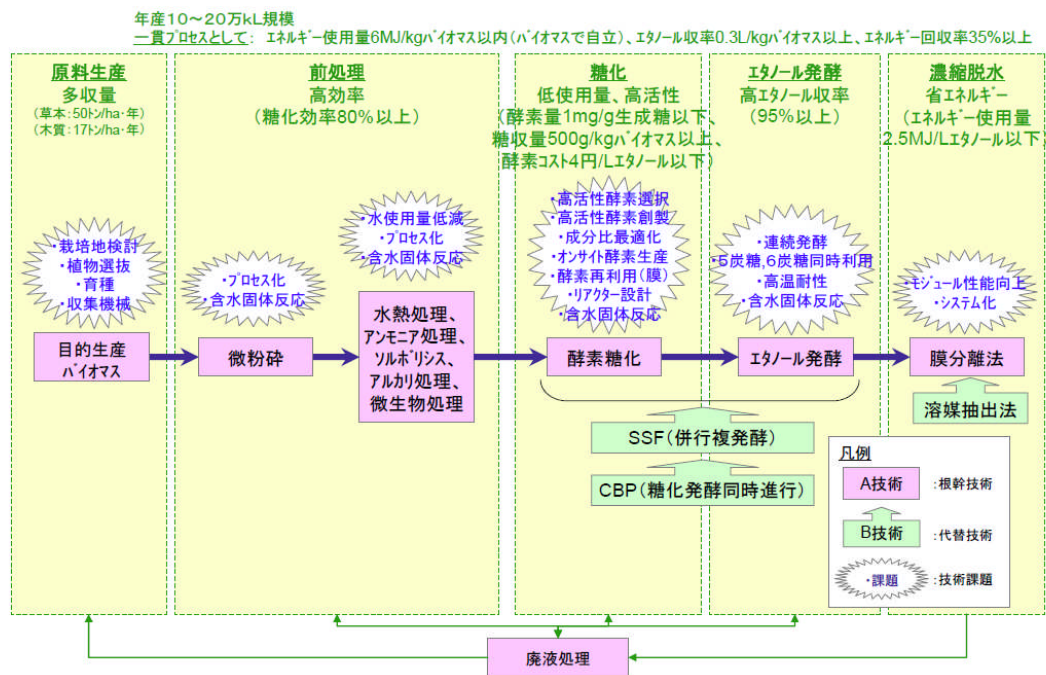 年産10～20万kL規模
一貫プロセスとして： エネルギー使用量6MJ/kgバイオマス以内(バイオマスで自立)、エタノール収率0.3L/kgバイオマス以上、エネルギー回収率35%以上
原料生産
多収量
(草本：50トン/ha・年)
(木質：17トン/ha・年)
・栽培地検討
・植物選抜
・育種
・収集機械
目的生産
バイオマス
前処理
高効率
(糖化効率80%以上)
・プロセス化
・含水固体反応
微粉砕
・水使用量低減
・プロセス化
・含水固体反応
水熱処理、
アンモニア処理、
ソルボリシス、
アルカリ処理、
微生物処理
糖化
低使用量、高活性
(酵素量1mg/g生成糖以下、
糖収量500g/kgバイオマス以上、
酵素コスト4円/Lエタノール以下)
・高活性酵素選択
・高活性酵素創製
・成分比最適化
・オンサイト酵素生産
・酵素再利用(膜)
・リアクター設計
・含水固体反応
酵素糖化
エタノール発酵
高エタノール収率
(95%以上)
・連続発酵
・5炭糖,6炭糖同時利用
・高温耐性
・含水固体反応
エタノール発酵
SSF(併行複発酵)
CBP(糖化発酵同時進行)
濃縮脱水
省エネルギー
(エネルギー使用量
2.5MJ/Lエタノール以下)
・モジュール性能向上
・システム化
膜分離法
溶媒抽出法
凡例
A技術
：根幹技術
B技術
：代替技術
・課題
：技術課題
廃液処理